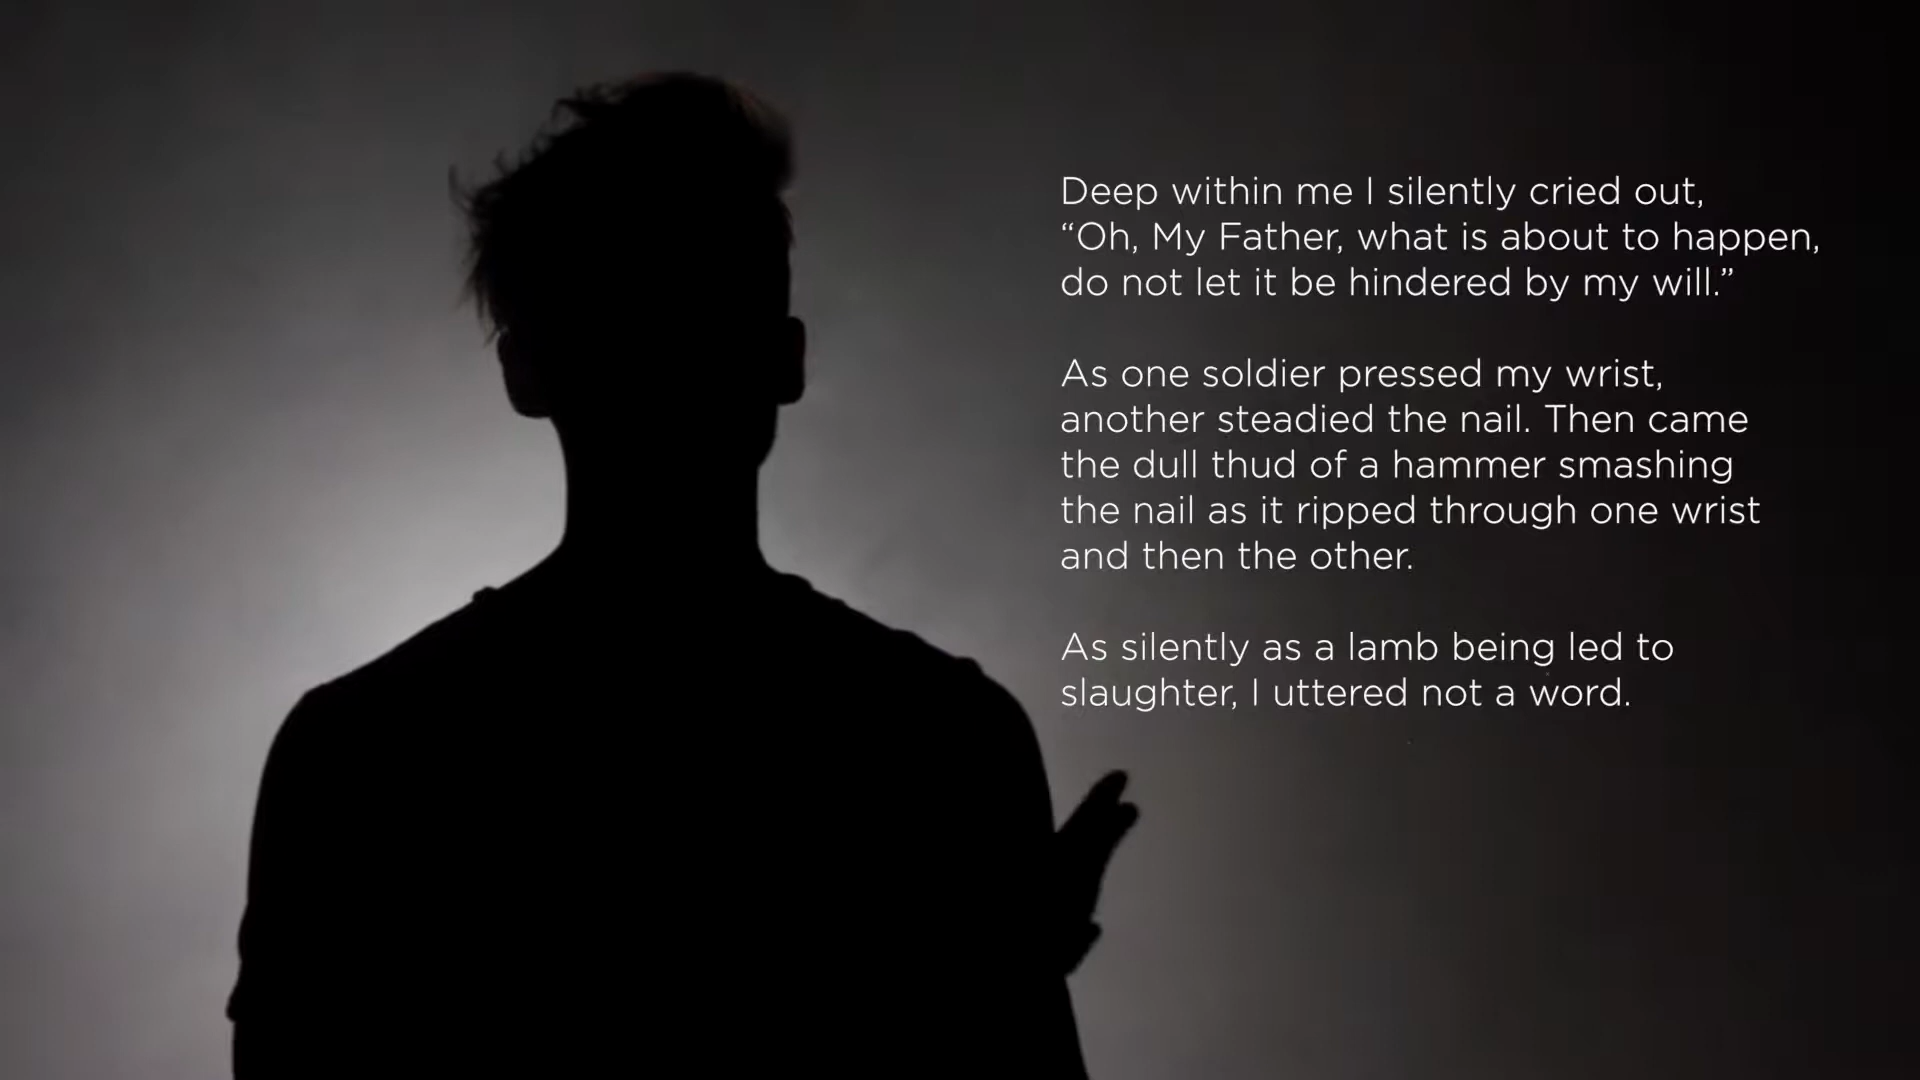 Deep within me I silently cried out,
“Oh, My Father, what is about to happen,
do not let it be hindered by my will.”
As one soldier pressed my wrist,
another steadied the nail. Then came
the dull thud of a hammer smashing
the nail as it ripped through one wrist
and then the other.
As silently as a lamb being led to
slaughter, I uttered not a word.